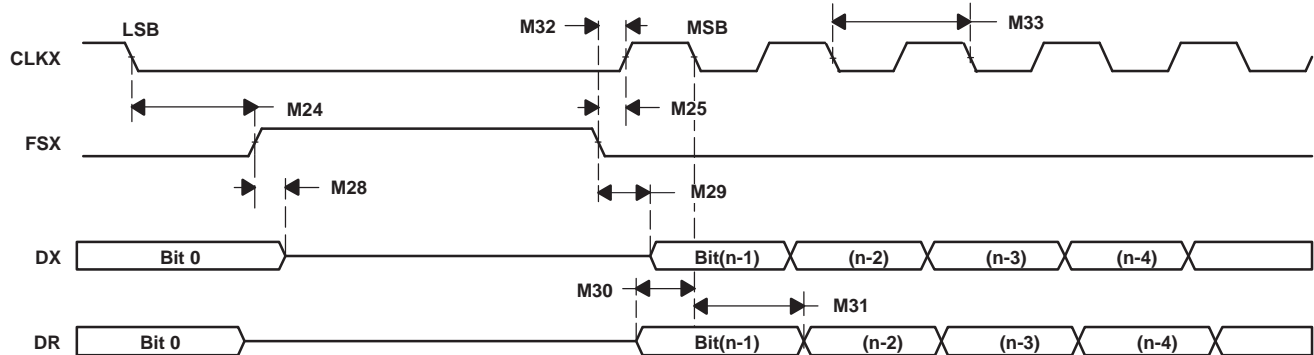 M32
LSB MSB M33
CLKX
M24 M25
FSX
M28 M29
DX Bit 0 Bit(n-1) (n-2) (n-3) (n-4)
M30 M31
DR Bit 0 Bit(n-1) (n-2) (n-3) (n-4)